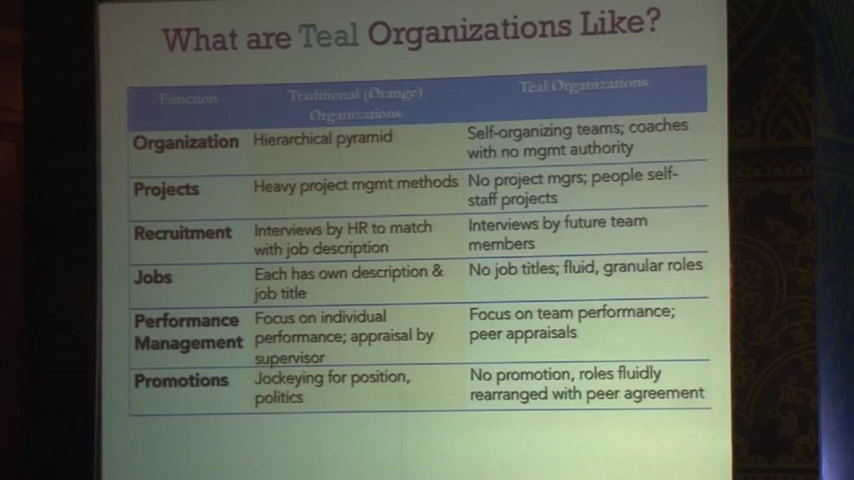 What are Teal Organizations Like?
Function
Traditional (Orange)
Organizations
Teal Organizations
Organization
Hierarchical pyramid
Self-organizing teams; coaches
with no mgmt authority
Projects
Heavy project mgmt methods
No project mgrs; people self-
staff projects
Recruitment
Interviews by HR to match
with job description
Interviews by future team
members
Jobs
Each has own description &
job title
No job titles; fluid, granular roles
Performance
Management
Focus on individual
performance; appraisal by
supervisor
Focus on team performance;
peer appraisals
Promotions
Jockeying for position,
politics
No promotion, roles fluidly
rearranged with peer agreement